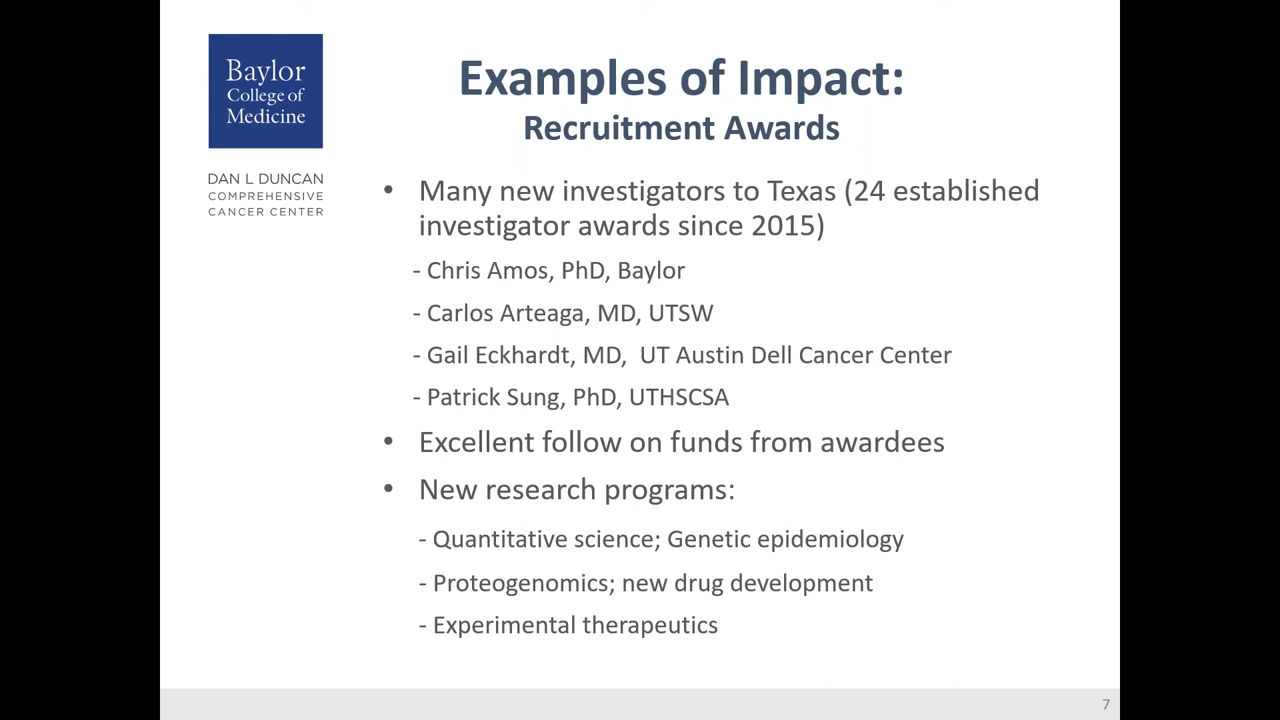 Baylor
College of
Medicine
DAN L DUNCAN
COMPREHENSIVE
CANCER CENTER
Examples of Impact:
Recruitment Awards
• Many new investigators to Texas (24 established
investigator awards since 2015)
- Chris Amos, PhD, Baylor
- Carlos Arteaga, MD, UTSW
- Gail Eckhardt, MD,  UT Austin Dell Cancer Center
- Patrick Sung, PhD, UTHSCSA
• Excellent follow on funds from awardees
• New research programs:
- Quantitative science; Genetic epidemiology
- Proteogenomics; new drug development
- Experimental therapeutics
7